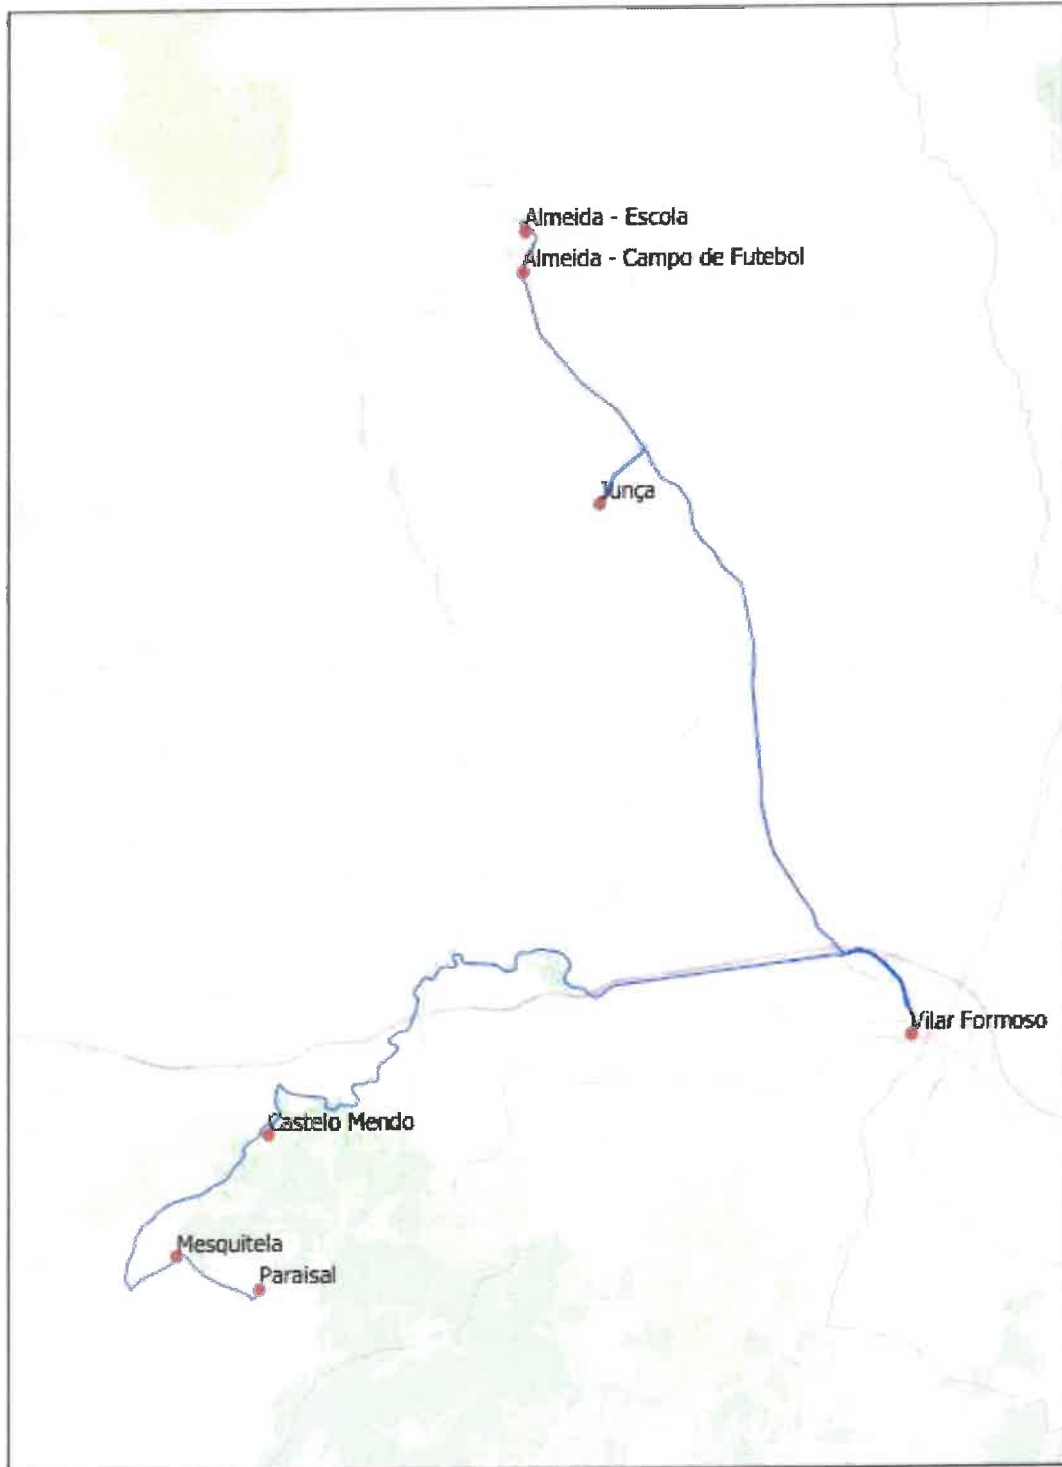 Almeida - Escola
Almeida - Campo de Futebol
Junça
Vilar Formoso
Castelo Mendo
Mesquitela
Paraisal